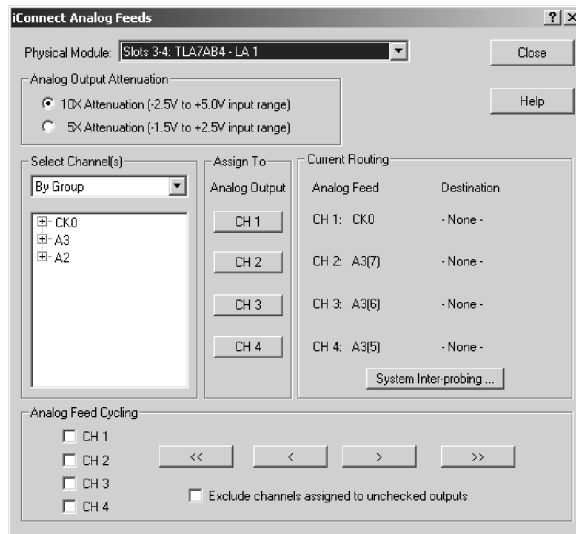 iConnect Analog Feeds
Physical Module: Slots 3-4: TLA7AB4 - LA 1
Close
Analog Output Attenuation
10X Attenuation (-2.5V to +5.0V input range)
5X Attenuation (-1.5V to +2.5V input range)
Help
Select Channel(s)
By Group
CK0
A3
A2
Assign To
Analog Output
CH 1
CH 2
CH 3
CH 4
Current Routing
Analog Feed Destination
CH 1: CK0 - None -
CH 2: A3(7) - None -
CH 3: A3(6) - None -
CH 4: A3(5) - None -
System Inter-probing ...
Analog Feed Cycling
CH 1
CH 2
CH 3
CH 4
<< < > >>
Exclude channels assigned to unchecked outputs